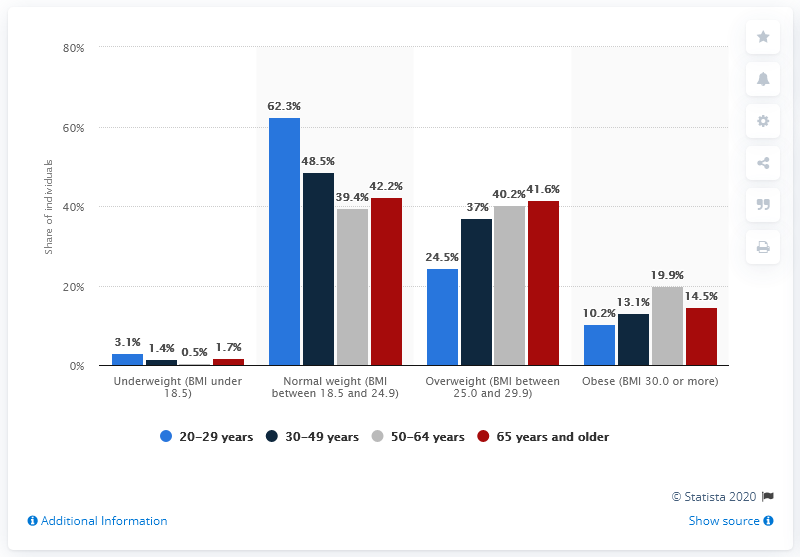 80%
60%
40%
20%
0%
Share of individuals
3.1%
1.4%
0.5%
1.7%
62.3%
48.5%
39.4%
42.2%
24.5%
37%
40.2%
41.6%
10.2%
13.1%
19.9%
14.5%
Underweight (BMI under
18.5)
Normal weight (BMI
between 18.5 and 24.9)
Overweight (BMI between
25.0 and 29.9)
Obese (BMI 30.0 or more)
20–29 years
30–49 years
50–64 years
65 years and older
© Statista 2020
Additional Information
Show source